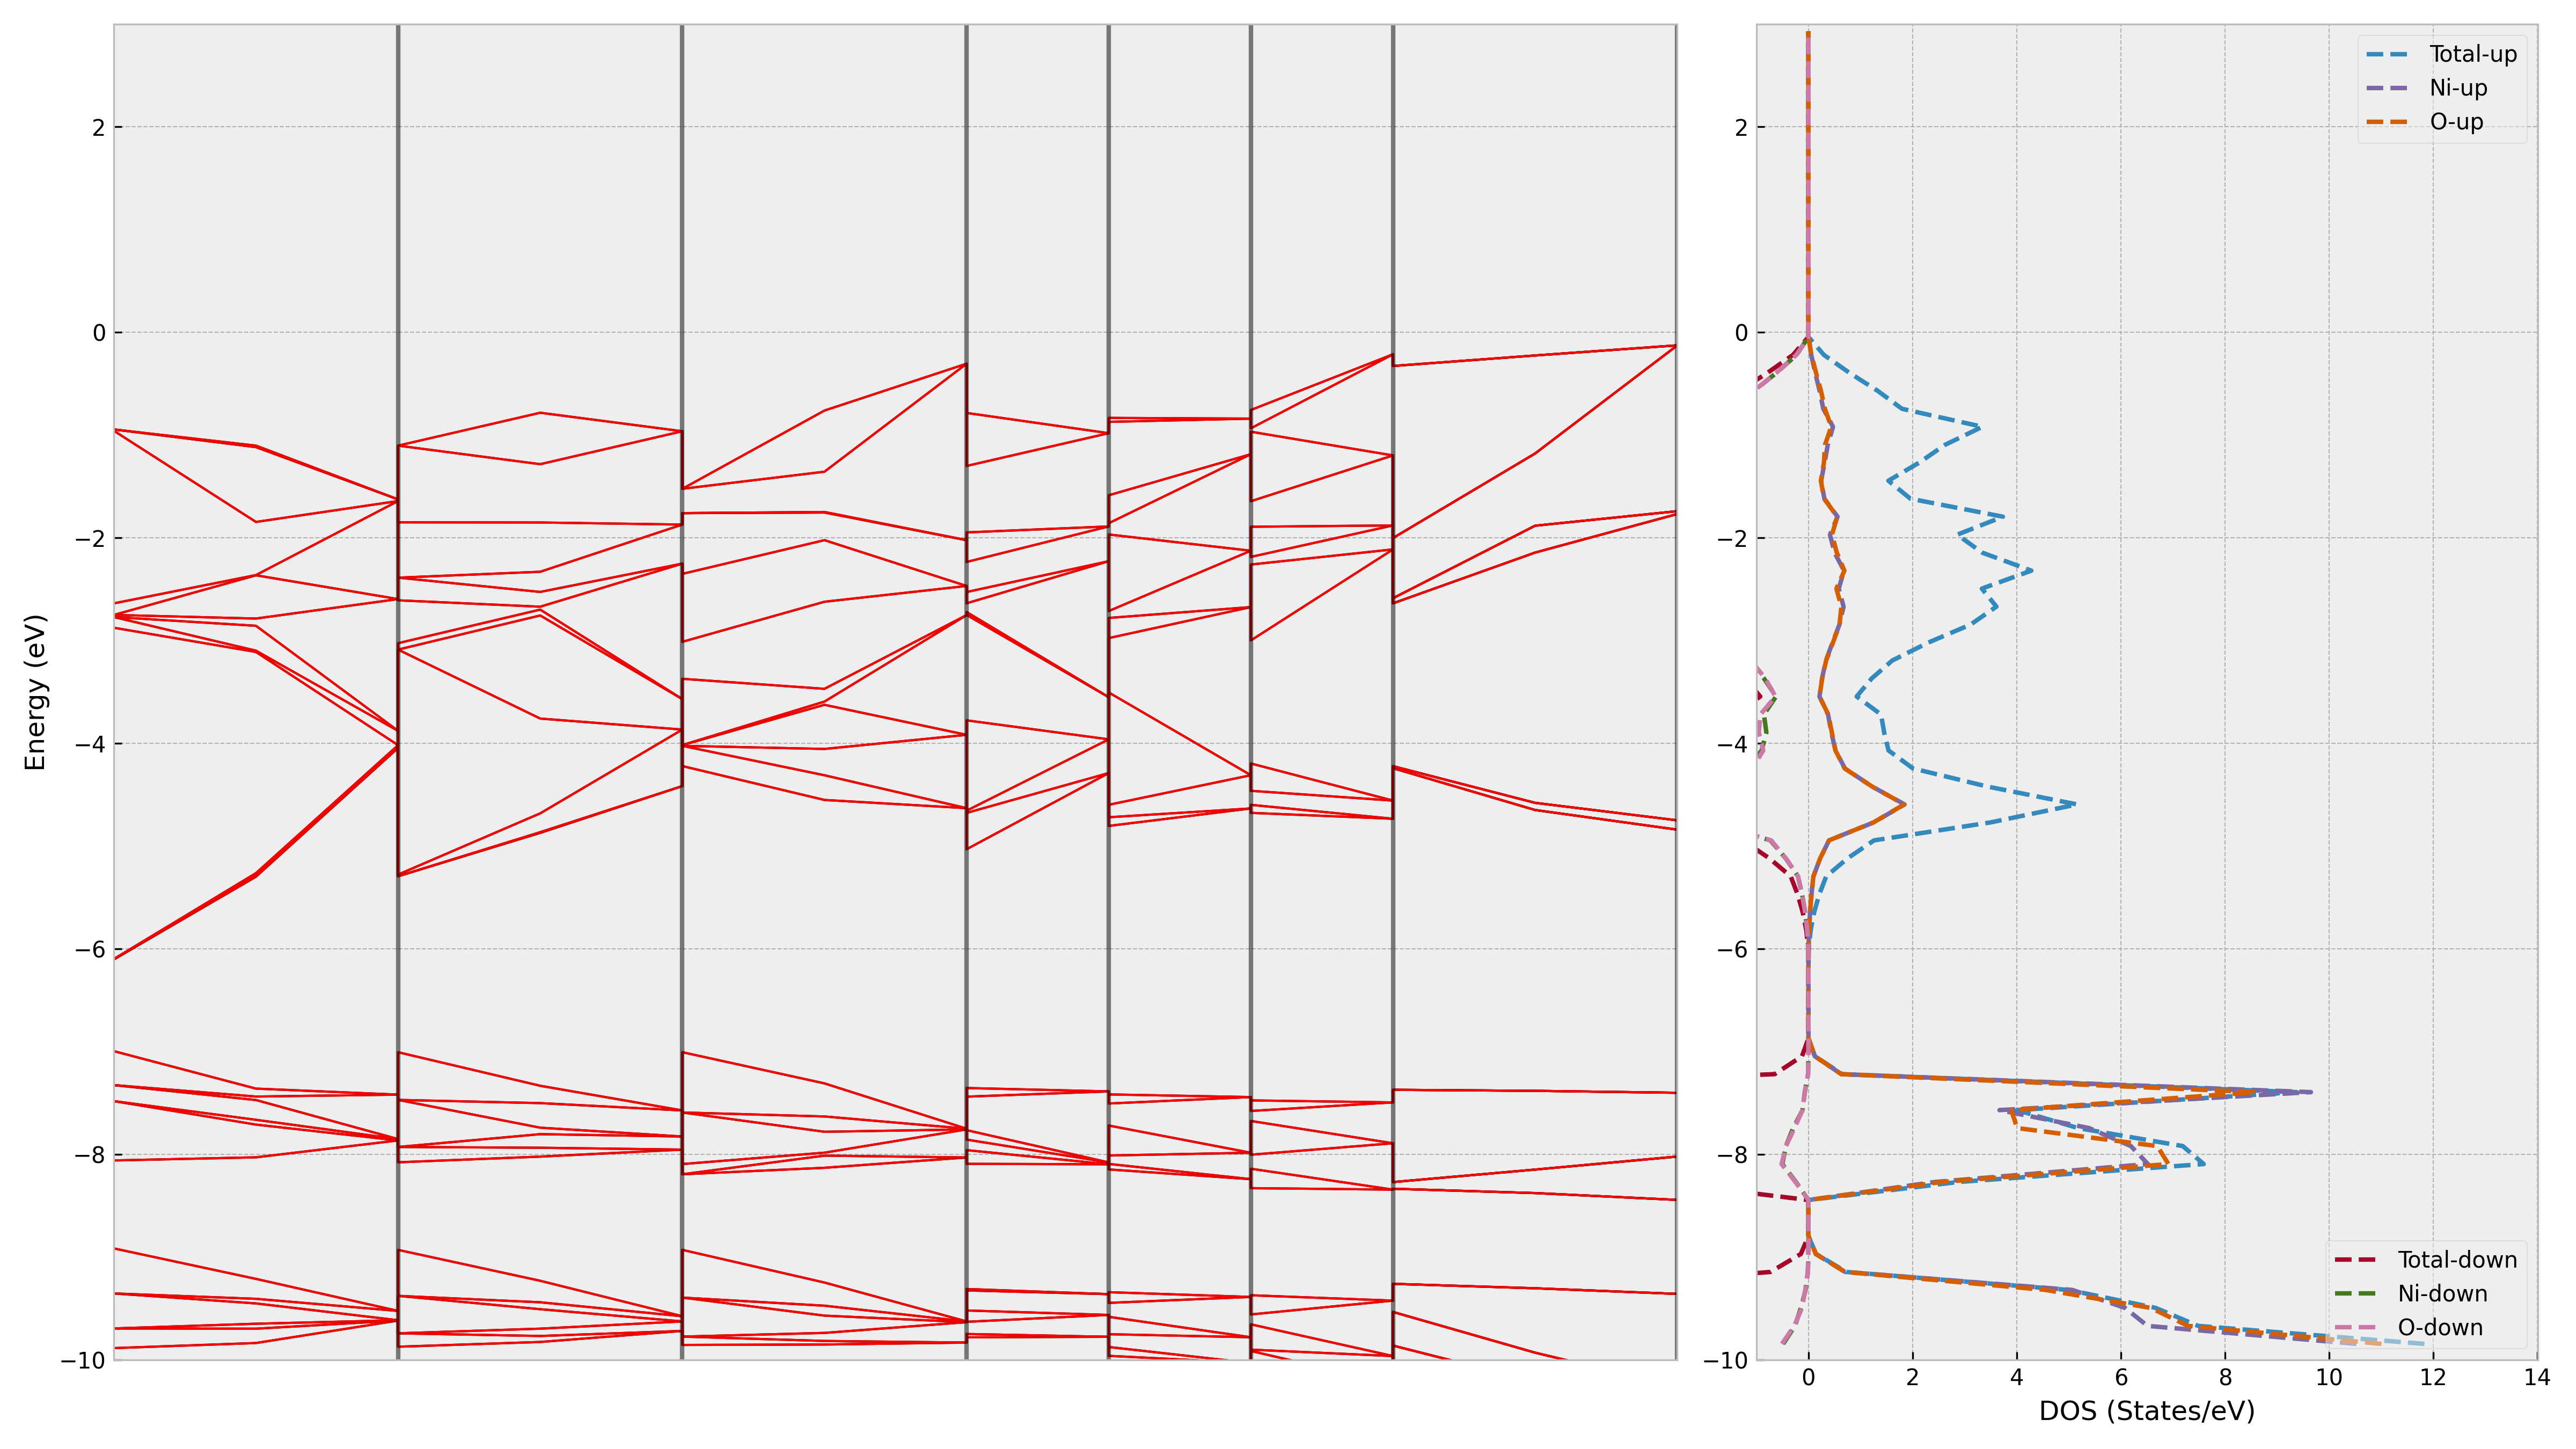 Energy (eV)
2
0
−2
−4
−6
−8
−10
2
0
−2
−4
−6
−8
−10
Total-up
Ni-up
O-up
Total-down
Ni-down
O-down
0 2 4 6 8 10 12 14
DOS (States/eV)